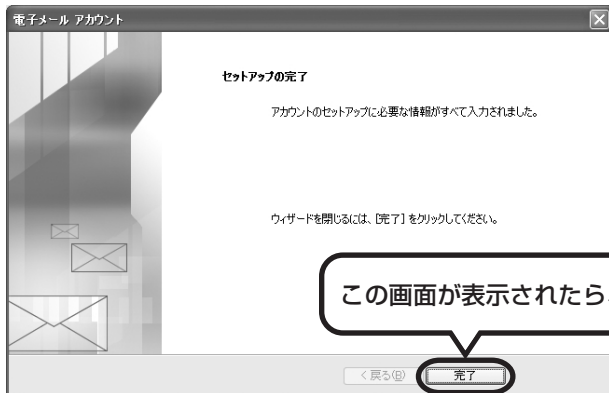 電子メール アカウント
セットアップの完了
アカウントのセットアップに必要な情報がすべて入力されました。
ウィザードを閉じるには、[完了] をクリックしてください。
この画面が表示されたら、
< 戻る(B)
完了